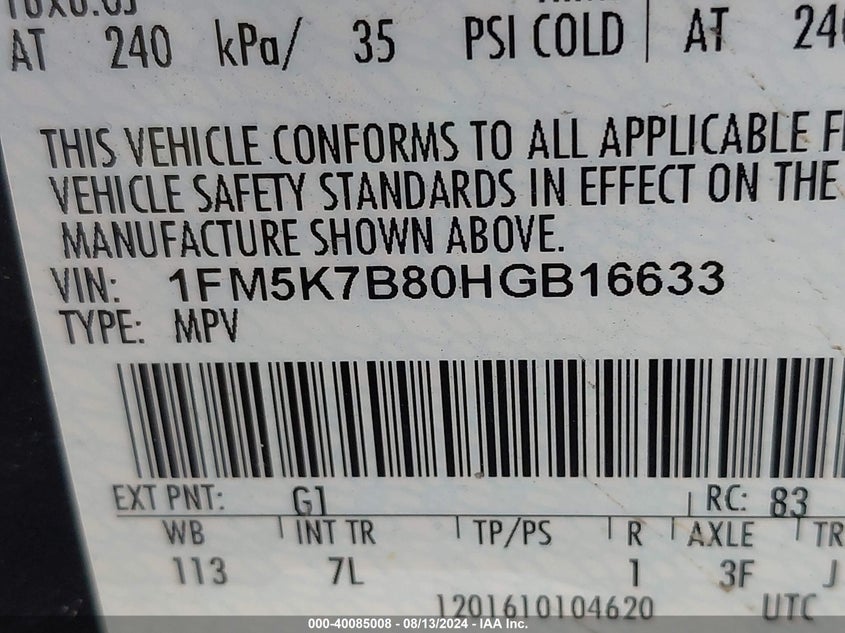 AT 240 kPa/ 35 PSI COLD AT 24
THIS VEHICLE CONFORMS TO ALL APPLICABLE
VEHICLE SAFETY STANDARDS IN EFFECT ON THE
MANUFACTURE SHOWN ABOVE.
VIN: 1FM5K7B80HGB16633
TYPE: MPV
EXT PNT: G1 RC: 83
WB INT TR TP/PS R AXLE TR
113 7L 1 3F J
1201610104620 UTC
000-40085008 - 08/13/2024 - IAA Inc.